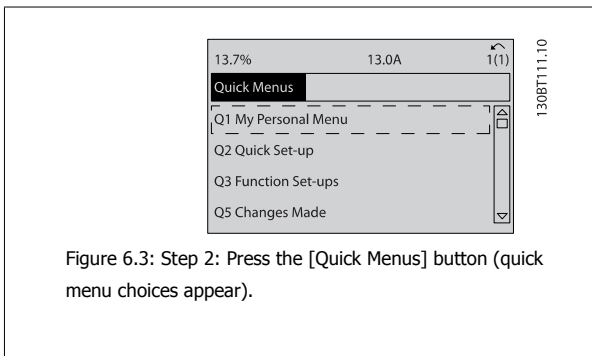 13.7% 13.0A 1(1)
Quick Menus
Q1 My Personal Menu
Q2 Quick Set-up
Q3 Function Set-ups
Q5 Changes Made
130BT111.10
Figure 6.3: Step 2: Press the [Quick Menus] button (quick
menu choices appear).